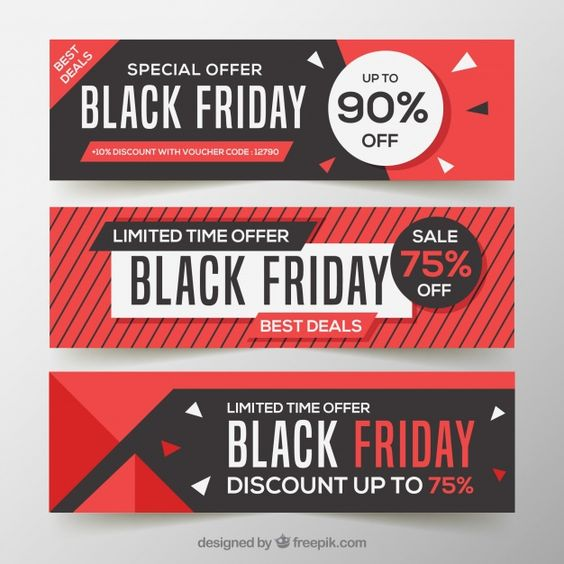 BEST DEALS
SPECIAL OFFER
BLACK FRIDAY
+10% DISCOUNT WITH VOUCHER CODE : 12790
UP TO
90%
OFF
LIMITED TIME OFFER
BLACK FRIDAY
BEST DEALS
SALE
75%
OFF
LIMITED TIME OFFER
BLACK FRIDAY
DISCOUNT UP TO 75%
designed by freepik.com